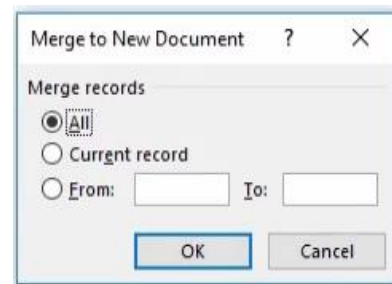 Merge to New Document ?
Merge records
All
Current record
From: To:
OK Cancel